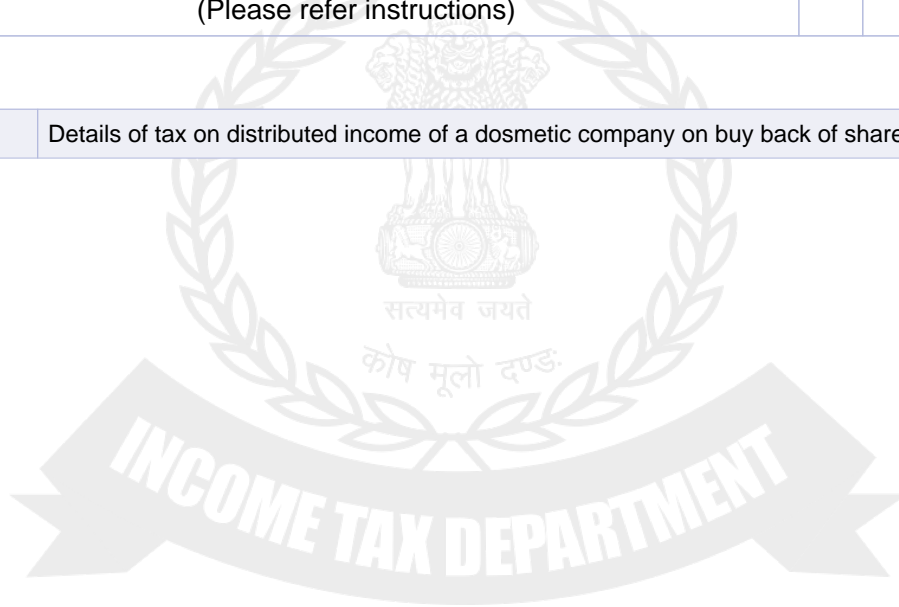 (Please refer instructions)
Details of tax on distributed income of a dosmetic company on buy back of share
सत्यमेव जयते
कोष मूलो दण्डः
INCOME TAX DEPARTMENT